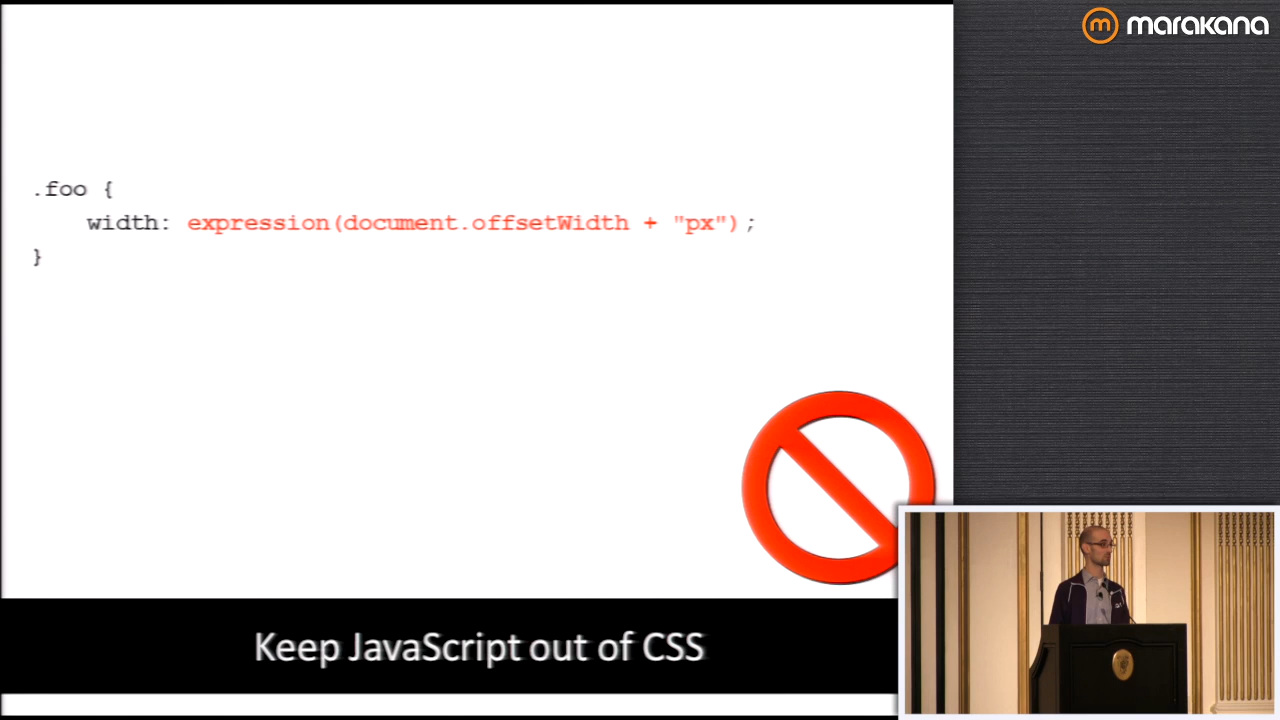 marakana
.foo {
    width: expression(document.offsetWidth + "px");
}
Keep JavaScript out of CSS